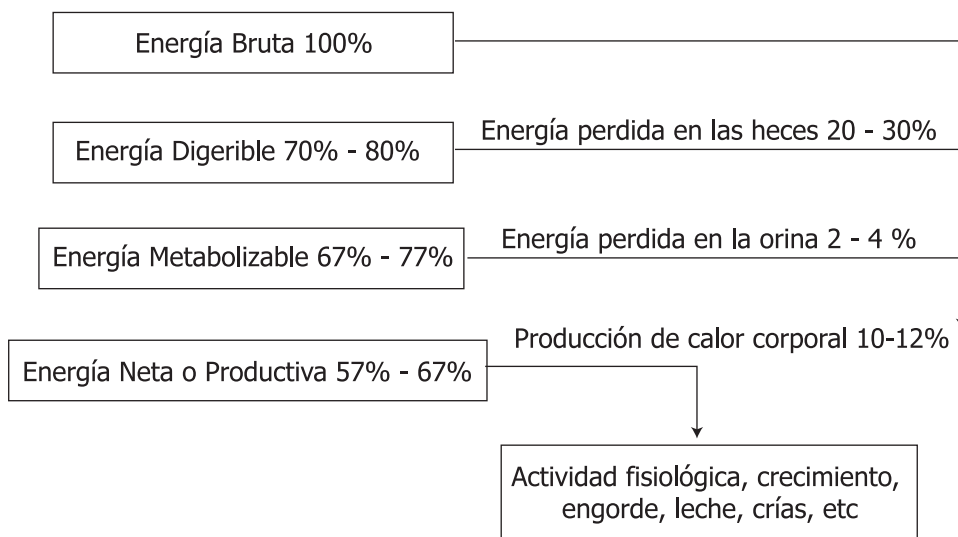 Energía Bruta 100%
Energía perdida en las heces 20 - 30%
Energía Digerible 70% - 80%
Energía perdida en la orina 2 - 4 %
Energía Metabolizable 67% - 77%
Producción de calor corporal 10-12%
Energía Neta o Productiva 57% - 67%
Actividad fisiológica, crecimiento,
engorde, leche, crías, etc